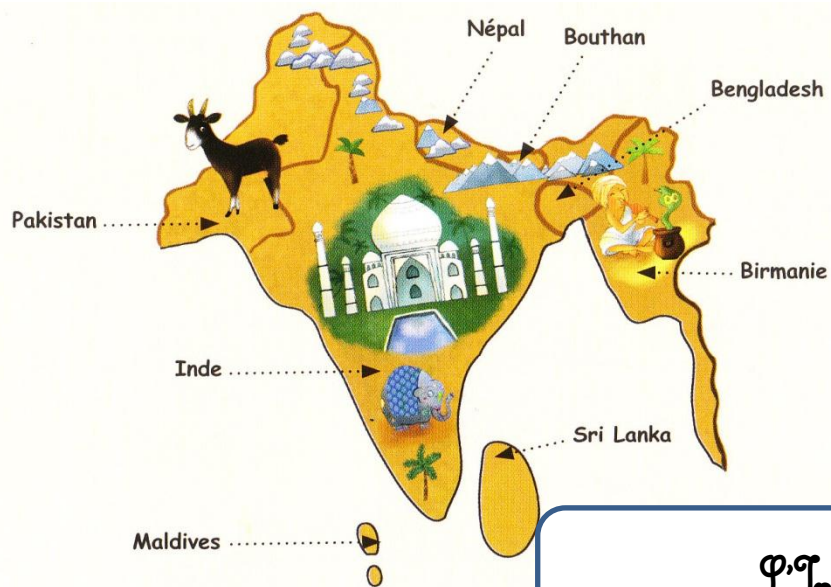 Népal
Bouthan
Bengladesh
Pakistan
Birmanie
Inde
Sri Lanka
Maldives